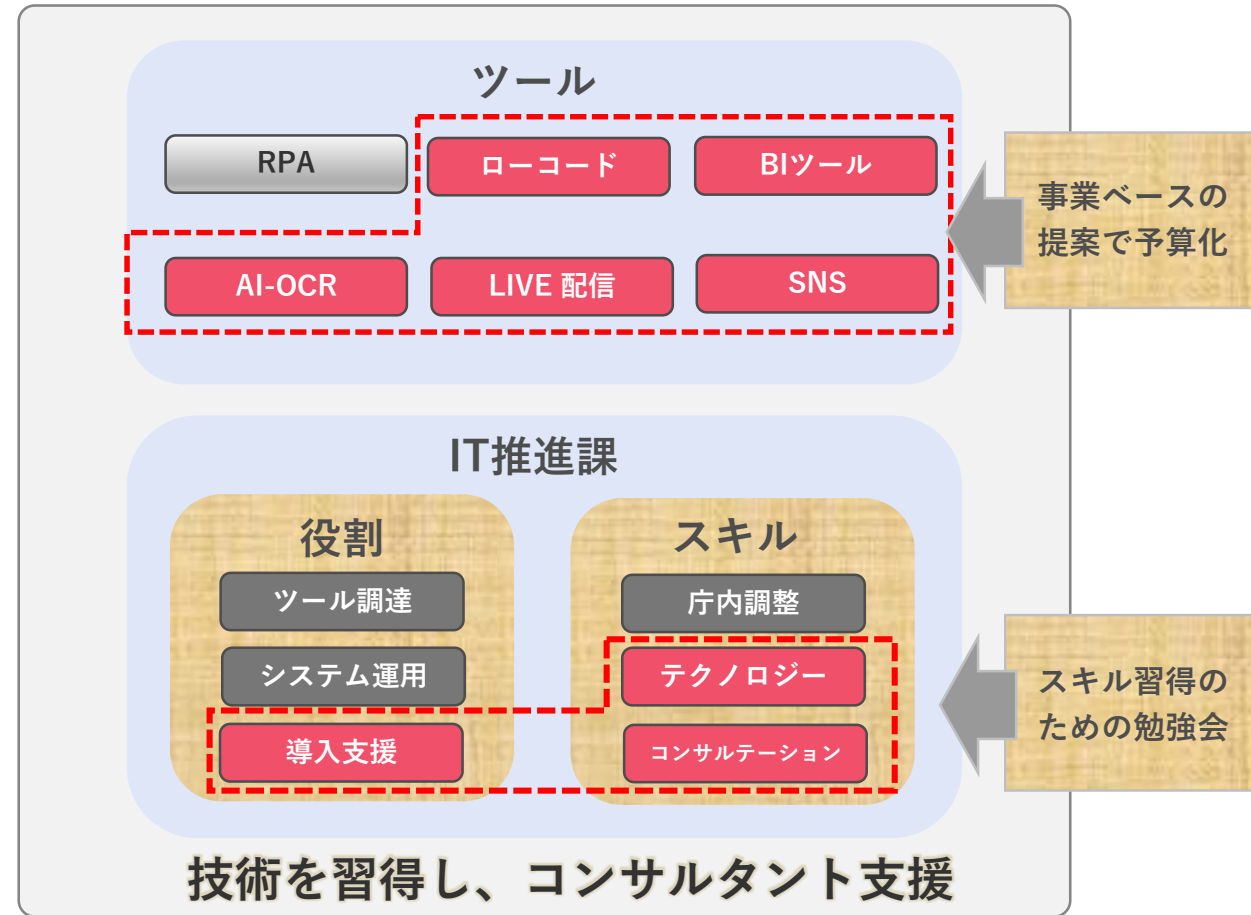 ツール
RPA
ローコード
BIツール
AI-OCR
LIVE 配信
SNS
事業ベースの
提案で予算化
IT推進課
役割
ツール調達
システム運用
導入支援
スキル
庁内調整
テクノロジー
コンサルテーション
スキル習得の
ための勉強会
技術を習得し、コンサルタント支援